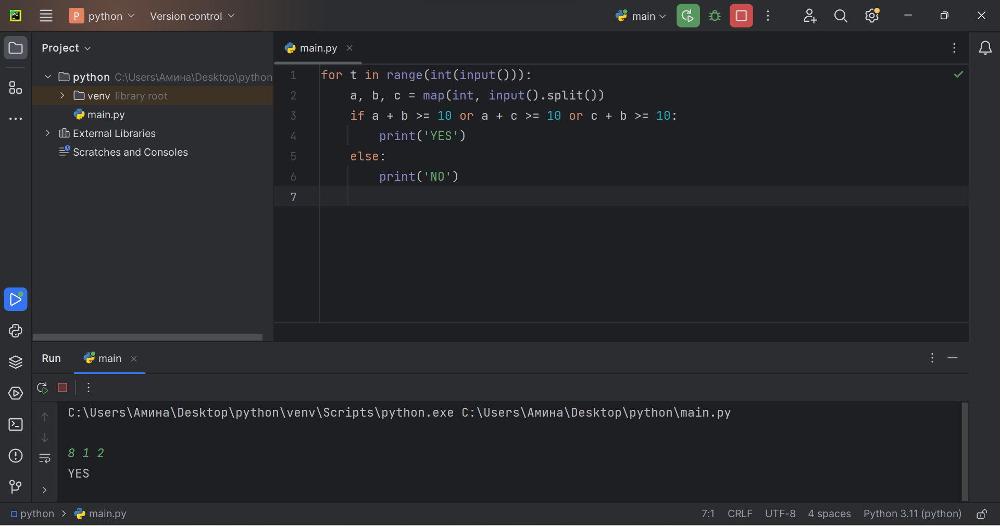 PC
P python Version control main
Project
main.py
python C:\Users\Амина\Desktop\python
venv library root
main.py
External Libraries
Scratches and Consoles
1 for t in range(int(input())):
2 a, b, c = map(int, input().split())
3 if a + b >= 10 or a + c >= 10 or c + b >= 10:
4 print('YES')
5 else:
6 print('NO')
7
Run main
C:\Users\Амина\Desktop\python\venv\Scripts\python.exe C:\Users\Амина\Desktop\python\main.py
8 1 2
YES
python > main.py 7:1 CRLF UTF-8 4 spaces Python 3.11 (python)